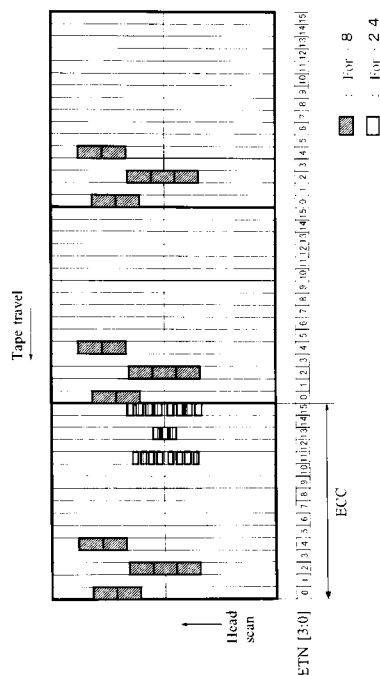 Tape travel
Head
scan
ETN [3:0]
0 1 2 3 4 5 6 7 8 9 10 11 12 13 14 15 0 1 2 3 4 5 6 7 8 9 10 11 12 13 14 15 0 1 2 3 4 5 6 7 8 9 10 11 12 13 14 15
ECC
: For · 8
: For · 24